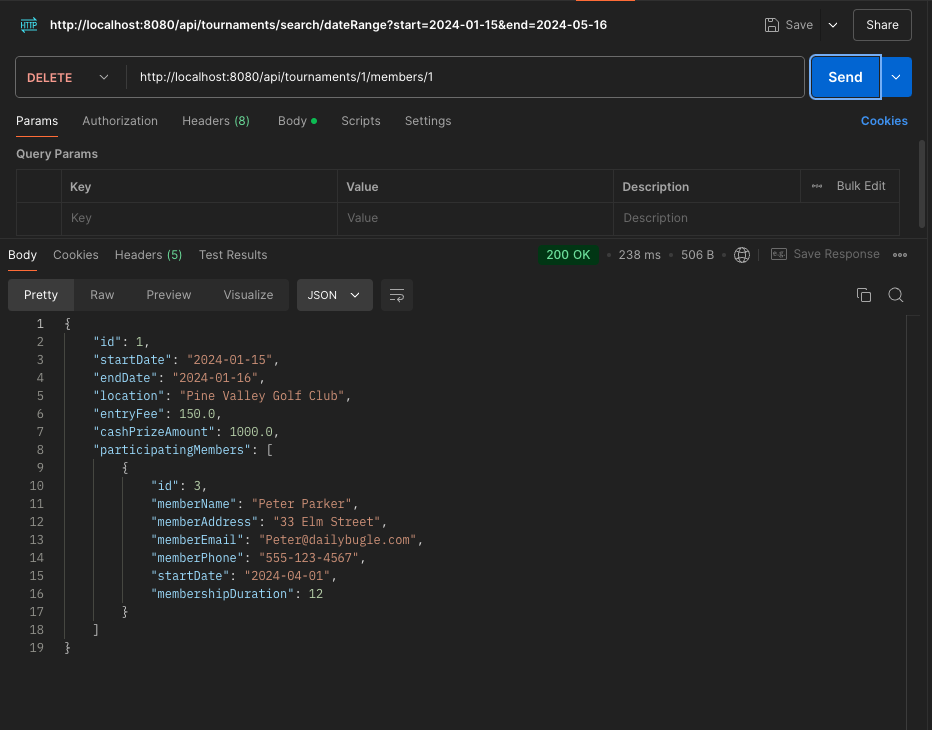 HTTP http://localhost:8080/api/tournaments/search/dateRange?start=2024-01-15&end=2024-05-16 Save Share
DELETE http://localhost:8080/api/tournaments/1/members/1 Send
Params Authorization Headers (8) Body Scripts Settings Cookies
Query Params
Key Value Description Bulk Edit
Key Value Description
Body Cookies Headers (5) Test Results 200 OK 238 ms 506 B Save Response
Pretty Raw Preview Visualize JSON
1 {
2 "id": 1,
3 "startDate": "2024-01-15",
4 "endDate": "2024-01-16",
5 "location": "Pine Valley Golf Club",
6 "entryFee": 150.0,
7 "cashPrizeAmount": 1000.0,
8 "participatingMembers": [
9 {
10 "id": 3,
11 "memberName": "Peter Parker",
12 "memberAddress": "33 Elm Street",
13 "memberEmail": "Peter@dailybugle.com",
14 "memberPhone": "555-123-4567",
15 "startDate": "2024-04-01",
16 "membershipDuration": 12
17 }
18 ]
19 }